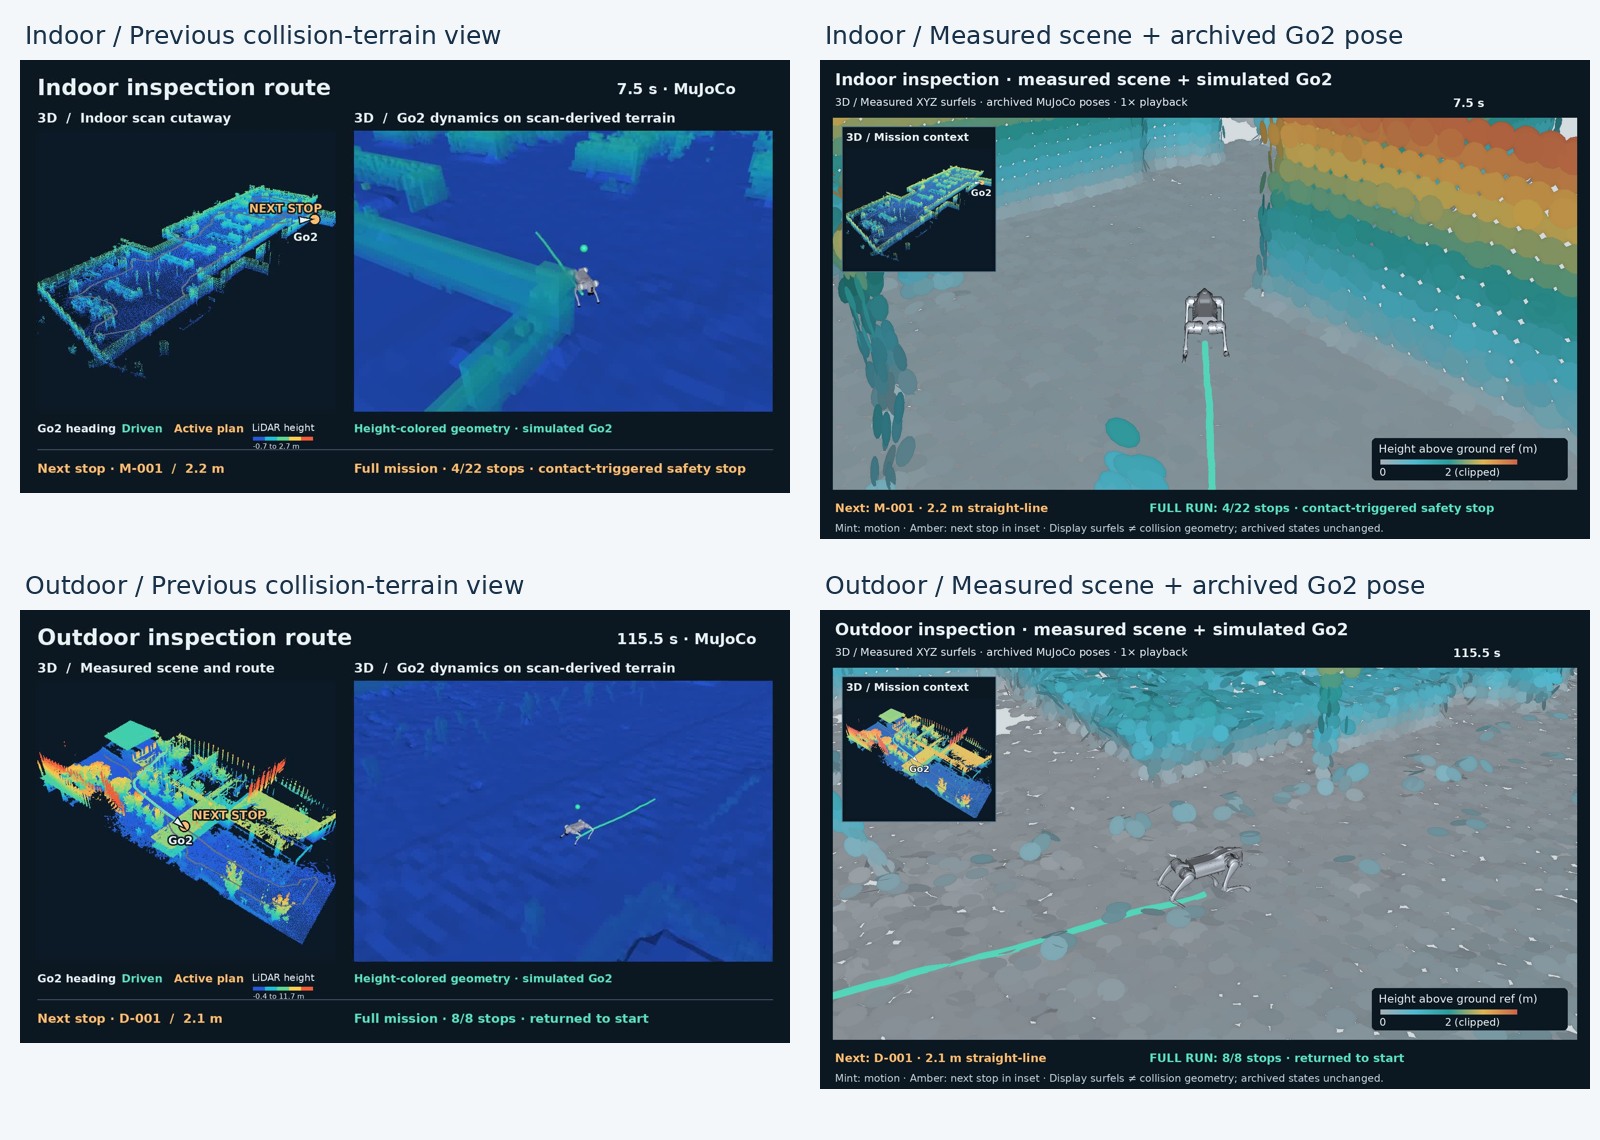 Indoor / Previous collision-terrain view
Indoor inspection route
7.5 s · MuJoCo
3D / Indoor scan cutaway
3D / Go2 dynamics on scan-derived terrain
NEXT STOP
Go2
Go2 heading Driven Active plan LiDAR height
-0.7 to 2.7 m
Height-colored geometry · simulated Go2
Next stop · M-001 / 2.2 m
Full mission · 4/22 stops · contact-triggered safety stop
Indoor / Measured scene + archived Go2 pose
Indoor inspection · measured scene + simulated Go2
3D / Measured XYZ surfels · archived MuJoCo poses · 1× playback
7.5 s
3D / Mission context
Go2
Height above ground ref (m)
0 2 (clipped)
Next: M-001 · 2.2 m straight-line
FULL RUN: 4/22 stops · contact-triggered safety stop
Mint: motion · Amber: next stop in inset · Display surfels ≠ collision geometry; archived states unchanged.
Outdoor / Previous collision-terrain view
Outdoor inspection route
115.5 s · MuJoCo
3D / Measured scene and route
3D / Go2 dynamics on scan-derived terrain
NEXT STOP
Go2
Go2 heading Driven Active plan LiDAR height
-0.4 to 11.7 m
Height-colored geometry · simulated Go2
Next stop · D-001 / 2.1 m
Full mission · 8/8 stops · returned to start
Outdoor / Measured scene + archived Go2 pose
Outdoor inspection · measured scene + simulated Go2
3D / Measured XYZ surfels · archived MuJoCo poses · 1× playback
115.5 s
3D / Mission context
Go2
Height above ground ref (m)
0 2 (clipped)
Next: D-001 · 2.1 m straight-line
FULL RUN: 8/8 stops · returned to start
Mint: motion · Amber: next stop in inset · Display surfels ≠ collision geometry; archived states unchanged.